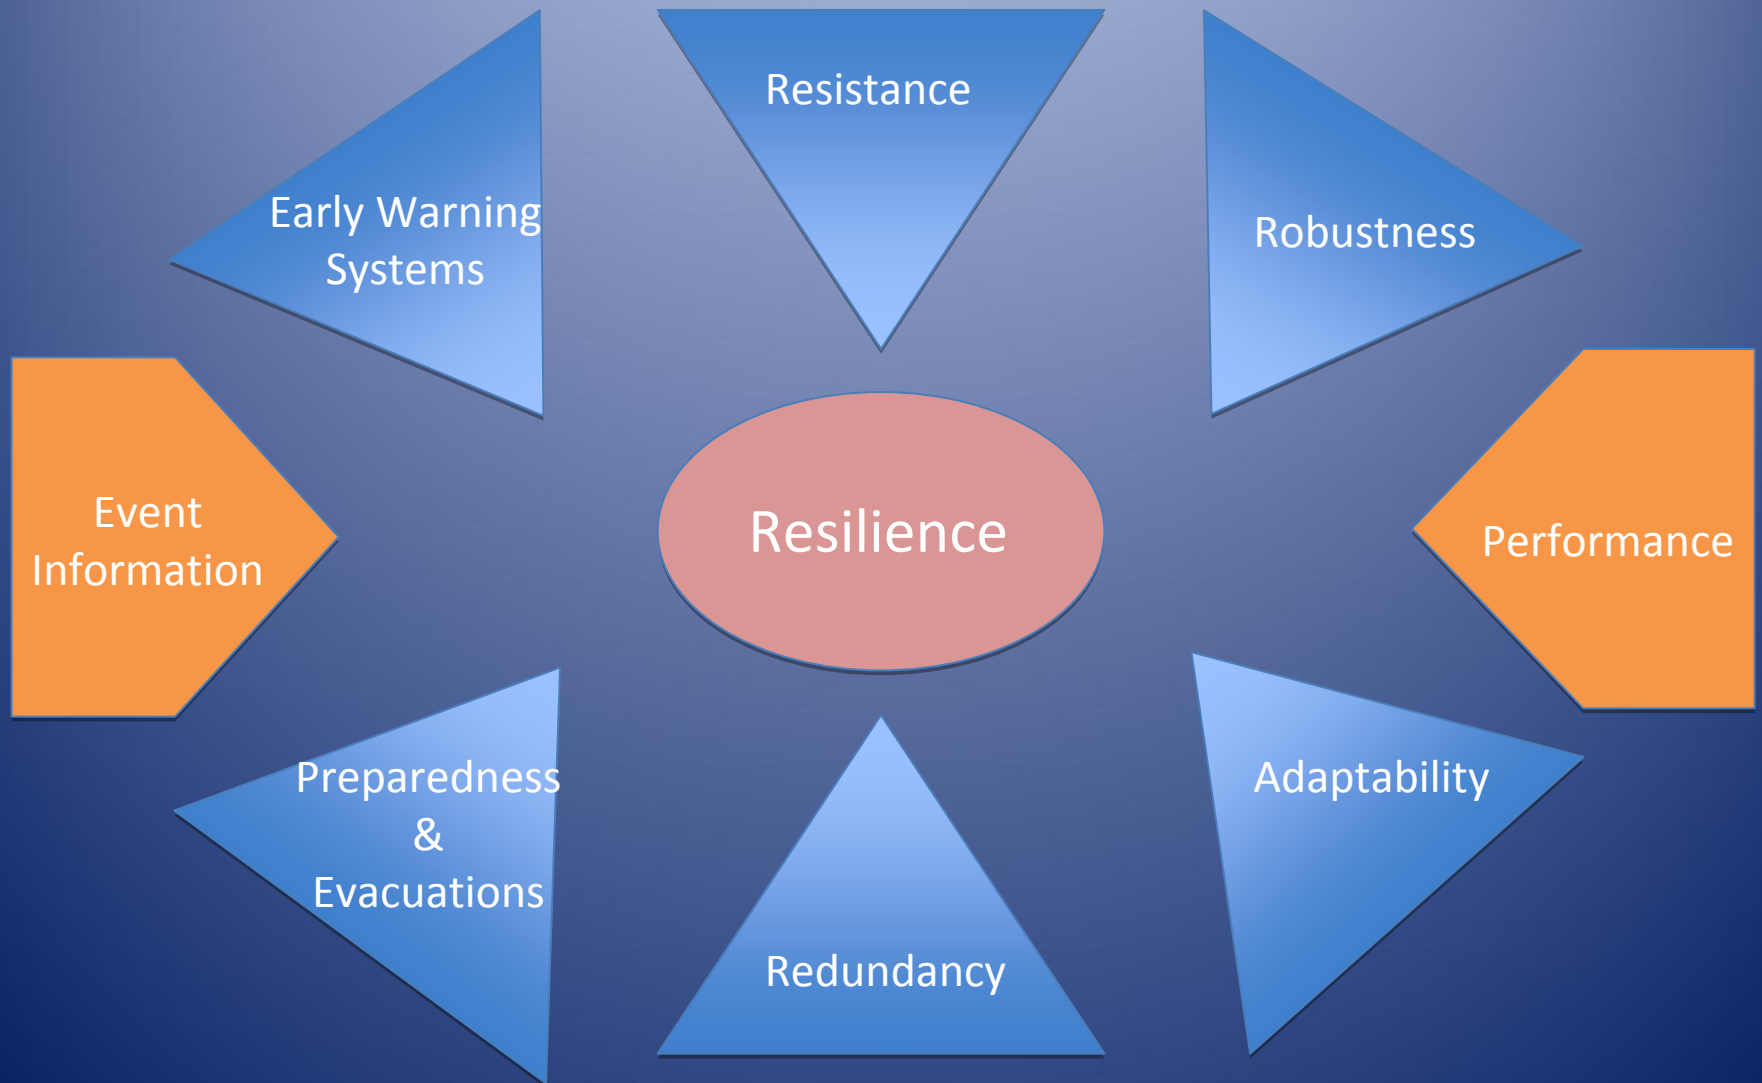 Resistance
Early Warning
Systems
Robustness
Event
Information
Resilience
Performance
Preparedness
&
Evacuations
Adaptability
Redundancy